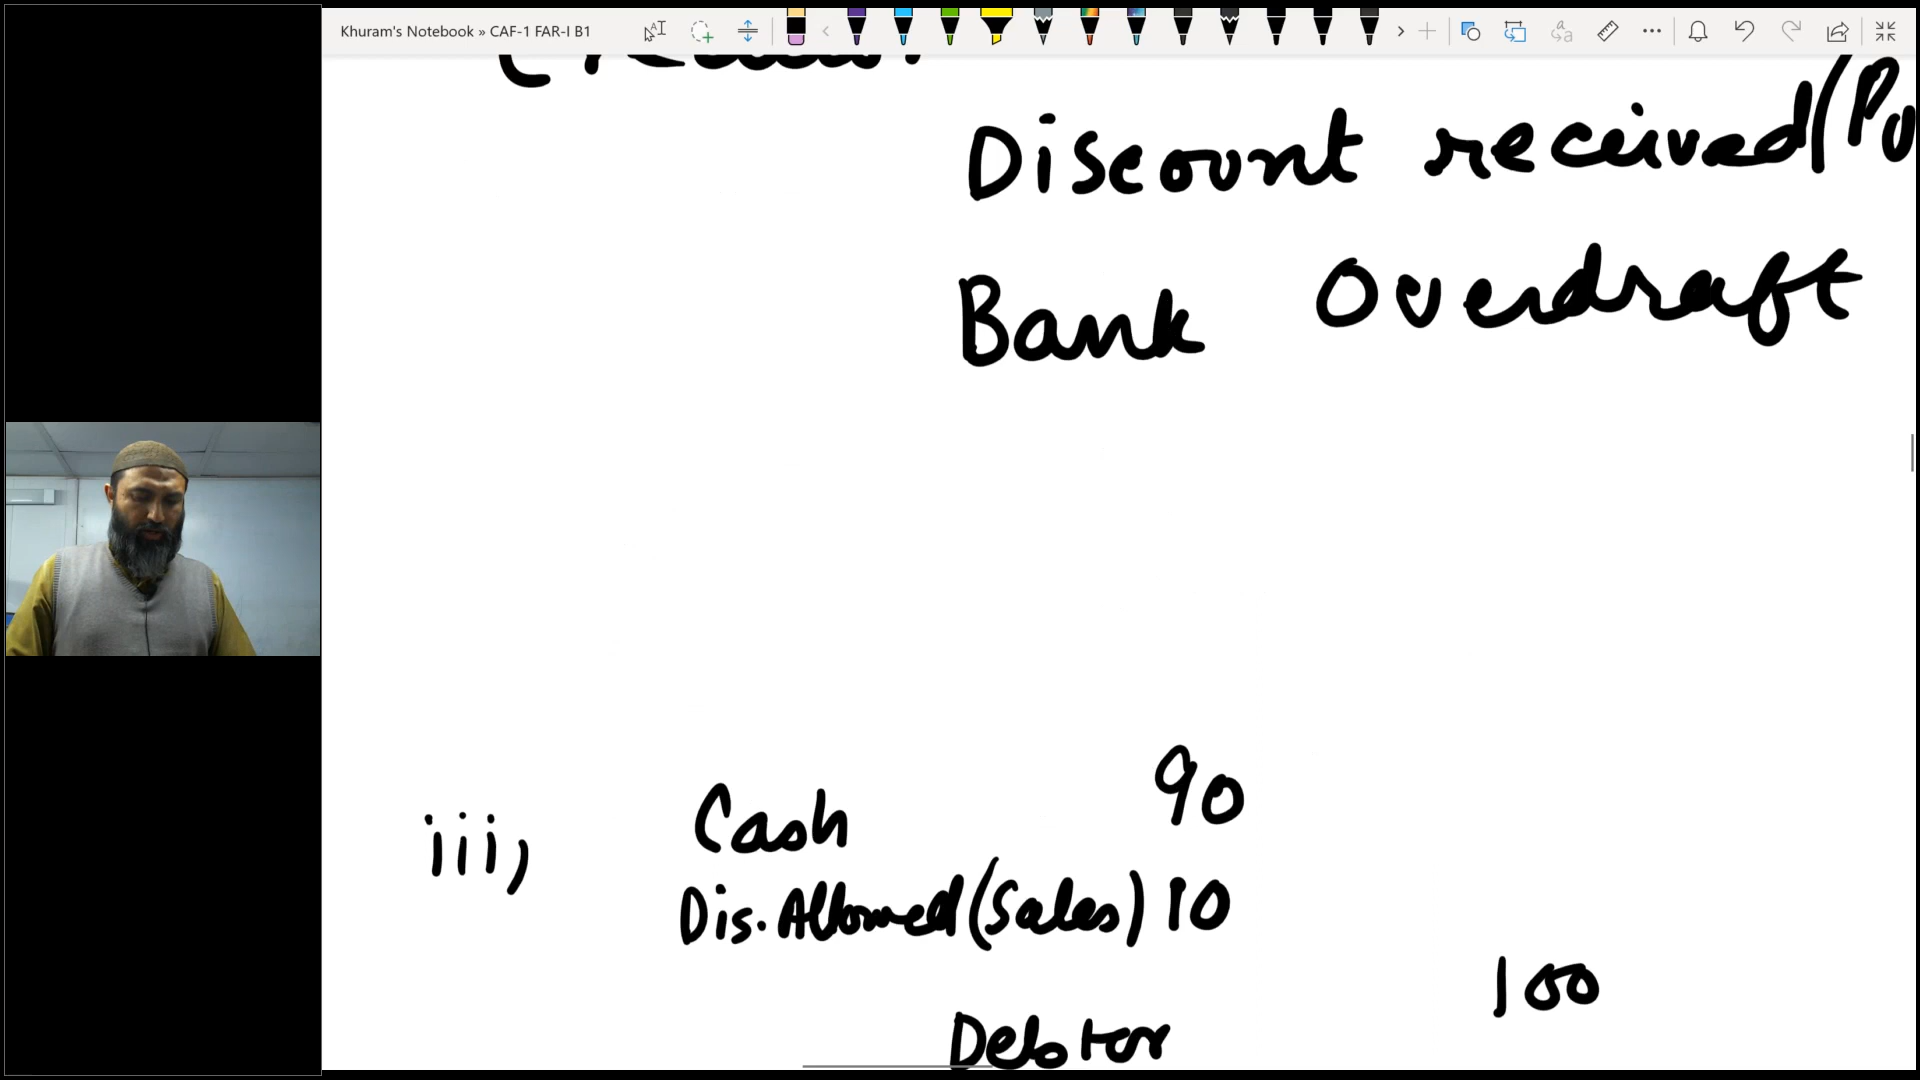 Khuram's Notebook » CAF-1 FAR-I B1
Discount received/(Pu
Bank Overdraft
iii, Cash 90
Dis. Allowed (Sales) 10
100
Debtor